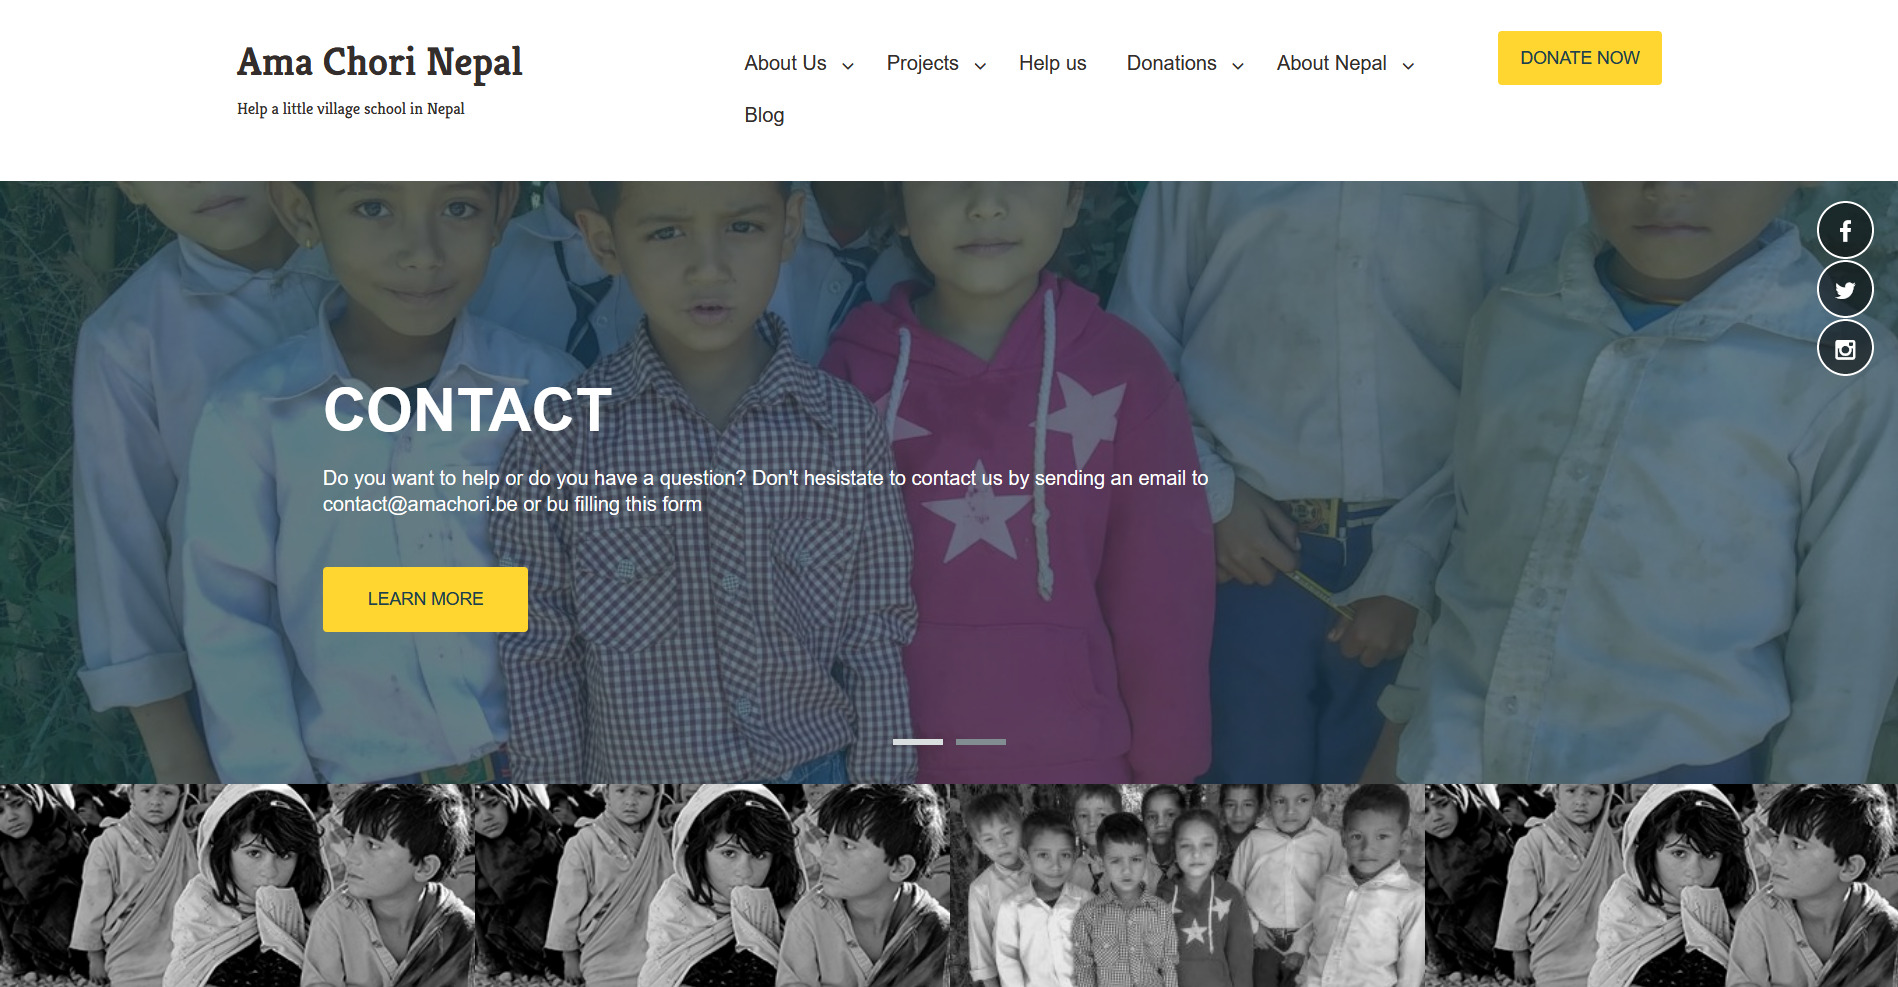 Ama Chori Nepal
Help a little village school in Nepal
About Us
Projects
Help us
Donations
About Nepal
Blog
DONATE NOW
CONTACT
Do you want to help or do you have a question? Don't hesistate to contact us by sending an email to
contact@amachori.be or bu filling this form
LEARN MORE